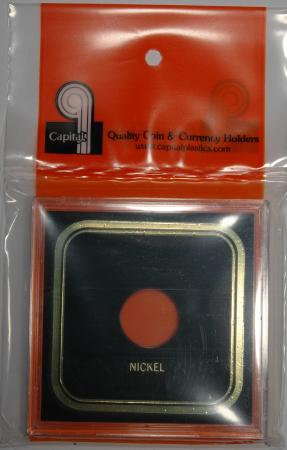 Capital
Quality Coin & Currency Holders
www.capitalplastics.com
NICKEL